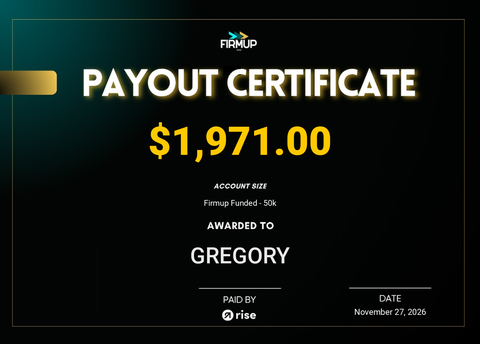 FIRMUP
PAYOUT CERTIFICATE
$1,971.00
ACCOUNT SIZE
Firmup Funded - 50k
AWARDED TO
GREGORY
PAID BY
rise
DATE
November 27, 2026